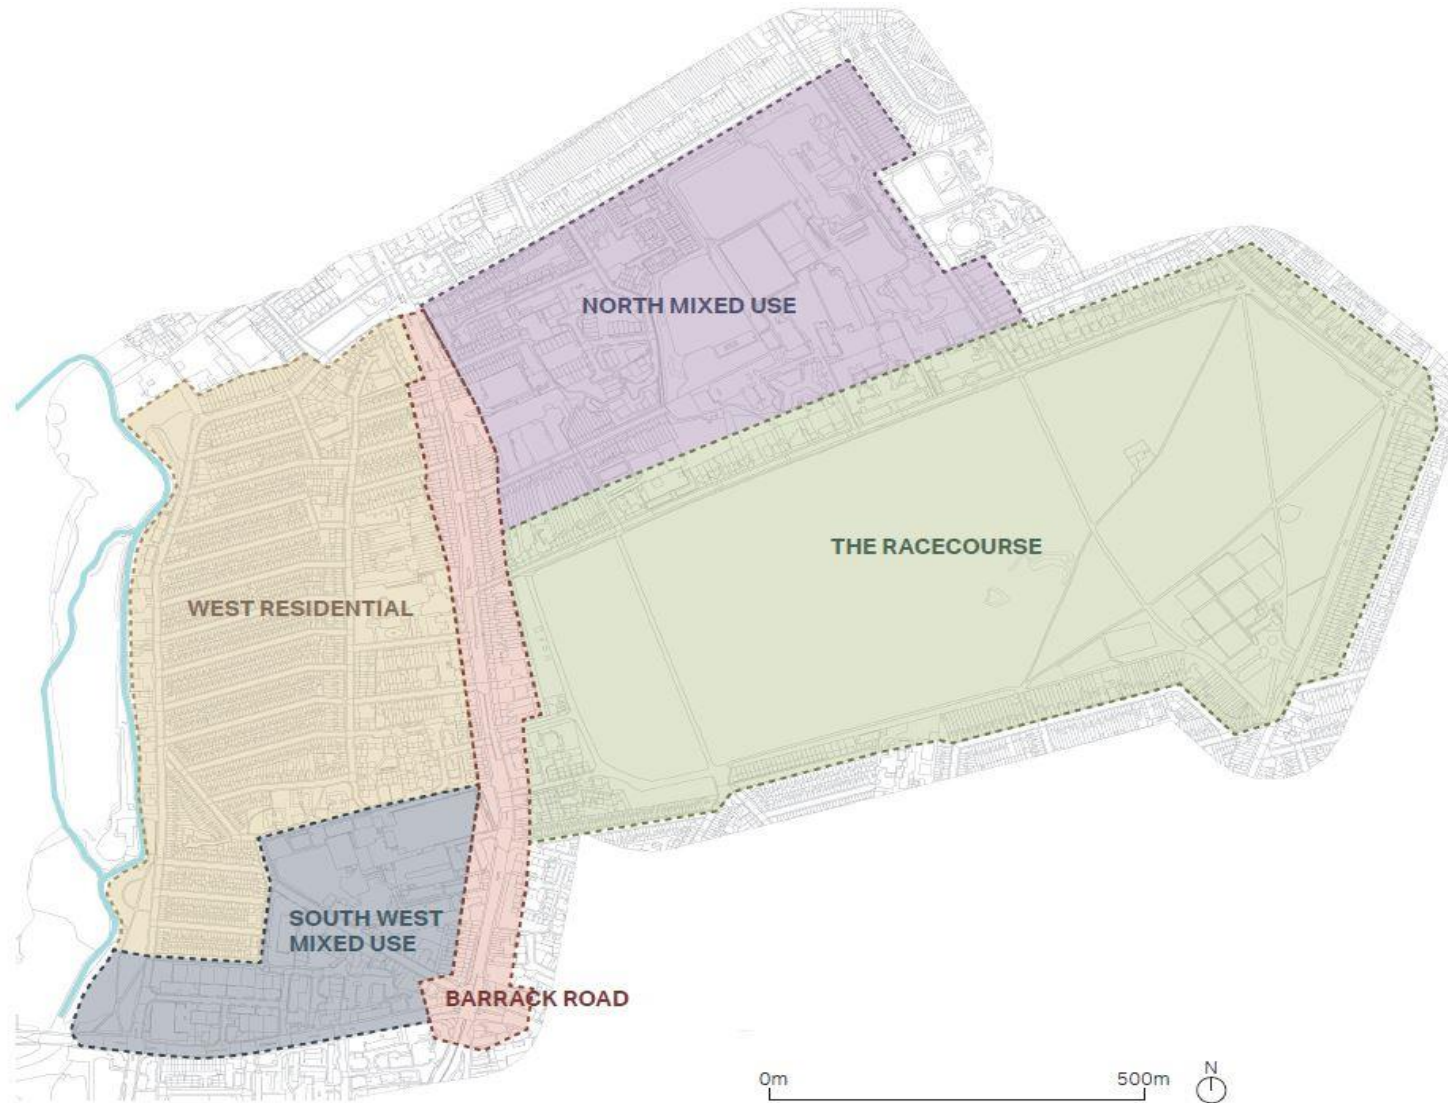 NORTH MIXED USE
THE RACECOURSE
WEST RESIDENTIAL
SOUTH WEST
MIXED USE
BARRACK ROAD
0m 500m N